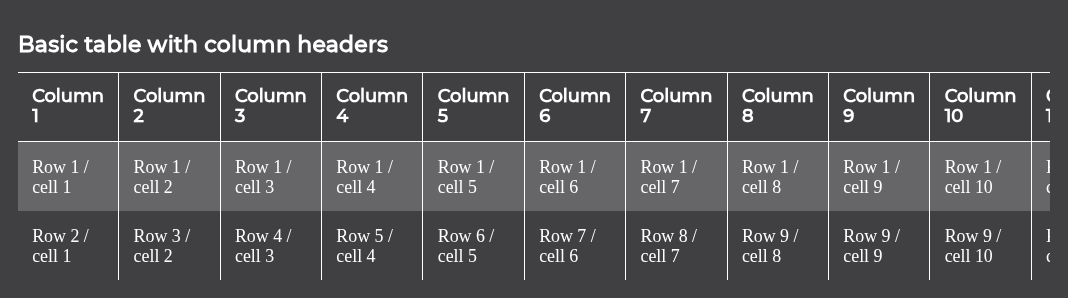 Basic table with column headers
Column Column Column Column Column Column Column Column Column Column
1 2 3 4 5 6 7 8 9 10
Row 1 / Row 1 / Row 1 / Row 1 / Row 1 / Row 1 / Row 1 / Row 1 / Row 1 / Row 1 /
cell 1 cell 2 cell 3 cell 4 cell 5 cell 6 cell 7 cell 8 cell 9 cell 10
Row 2 / Row 3 / Row 4 / Row 5 / Row 6 / Row 7 / Row 8 / Row 9 / Row 9 / Row 9 /
cell 1 cell 2 cell 3 cell 4 cell 5 cell 6 cell 7 cell 8 cell 9 cell 10